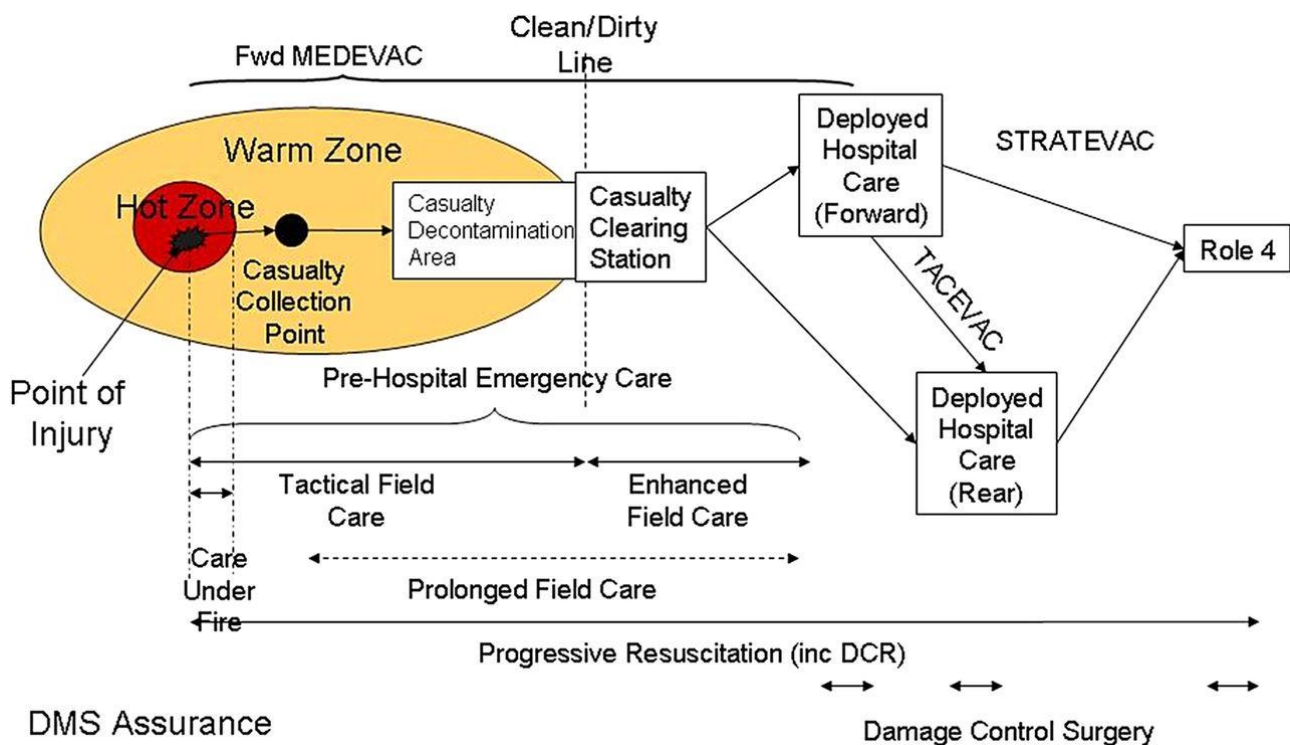 Clean/Dirty
Line
Fwd MEDEVAC
Warm Zone
Hot Zone
Casualty
Collection
Point
Casualty
Decontamination
Area
Casualty
Clearing
Station
Deployed
Hospital
Care
(Forward)
STRATEVAC
Role 4
TACEVAC
Deployed
Hospital
Care
(Rear)
Point of
Injury
Pre-Hospital Emergency Care
Tactical Field
Care
Enhanced
Field Care
Care
Under
Fire
Prolonged Field Care
Progressive Resuscitation (inc DCR)
Damage Control Surgery
DMS Assurance